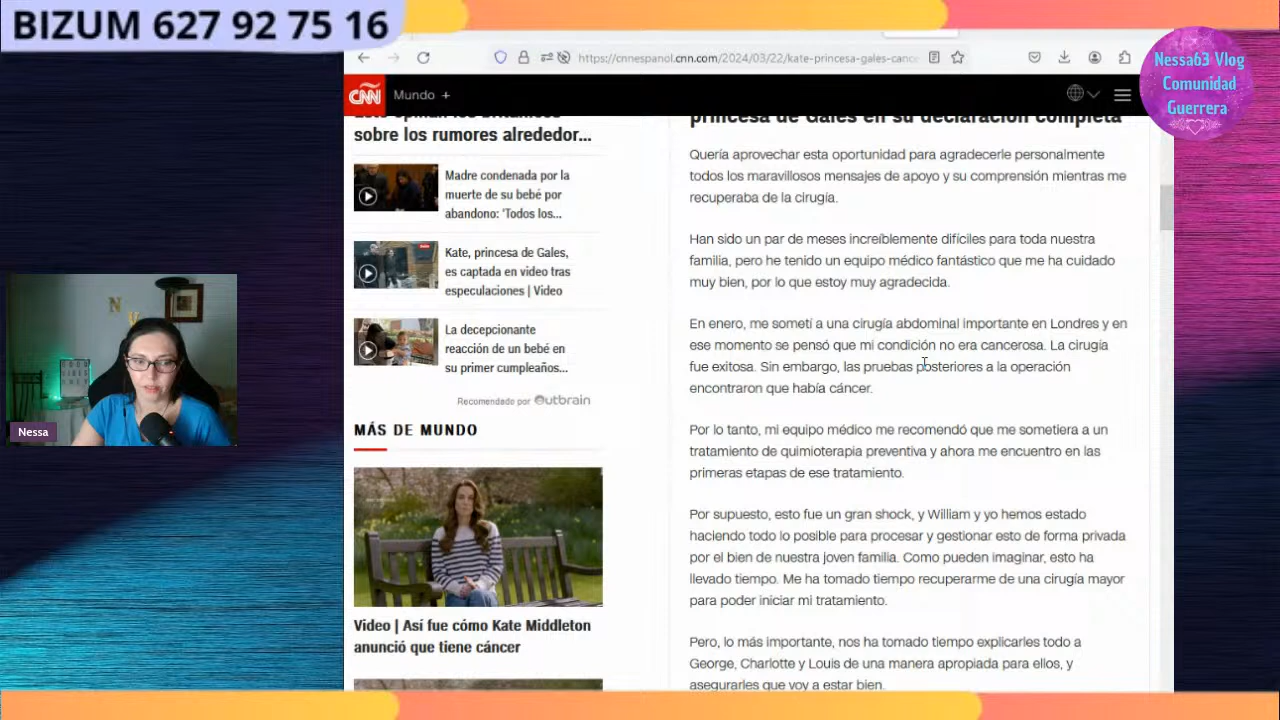 BIZUM 627 92 75 16
https://cnnespanol.cnn.com/2024/03/22/kate-princesa-gales-cance
Nessa63 Vlog
Comunidad
Guerrera
CNN
Mundo +
sobre los rumores alrededor...
Madre condenada por la
muerte de su bebé por
abandono: 'Todos los...
Kate, princesa de Gales,
es captada en video tras
especulaciones | Video
La decepcionante
reacción de un bebé en
su primer cumpleaños...
Recomendado por Outbrain
MÁS DE MUNDO
Video | Así fue cómo Kate Middleton
anunció que tiene cáncer
princesa de Gales en su declaración completa
Quería aprovechar esta oportunidad para agradecerle personalmente
todos los maravillosos mensajes de apoyo y su comprensión mientras me
recuperaba de la cirugía.
Han sido un par de meses increíblemente difíciles para toda nuestra
familia, pero he tenido un equipo médico fantástico que me ha cuidado
muy bien, por lo que estoy muy agradecida.
En enero, me sometí a una cirugía abdominal importante en Londres y en
ese momento se pensó que mi condición no era cancerosa. La cirugía
fue exitosa. Sin embargo, las pruebas posteriores a la operación
encontraron que había cáncer.
Por lo tanto, mi equipo médico me recomendó que me sometiera a un
tratamiento de quimioterapia preventiva y ahora me encuentro en las
primeras etapas de ese tratamiento.
Por supuesto, esto fue un gran shock, y William y yo hemos estado
haciendo todo lo posible para procesar y gestionar esto de forma privada
por el bien de nuestra joven familia. Como pueden imaginar, esto ha
llevado tiempo. Me ha tomado tiempo recuperarme de una cirugía mayor
para poder iniciar mi tratamiento.
Pero, lo más importante, nos ha tomado tiempo explicarles todo a
George, Charlotte y Louis de una manera apropiada para ellos, y
asegurarles que voy a estar bien.
Nessa